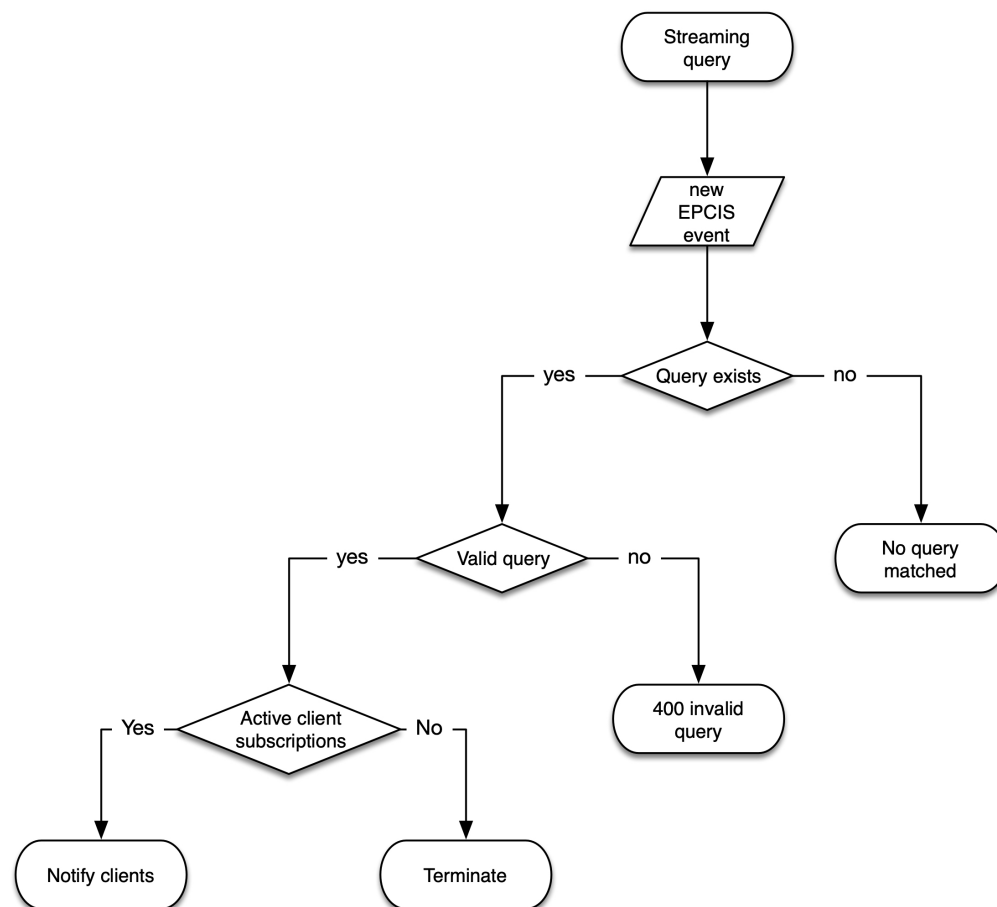 Streaming
query
new
EPCIS
event
yes
Query exists
no
yes
Valid query
no
No query
matched
Yes
Active client
subscriptions
No
400 invalid
query
Notify clients
Terminate